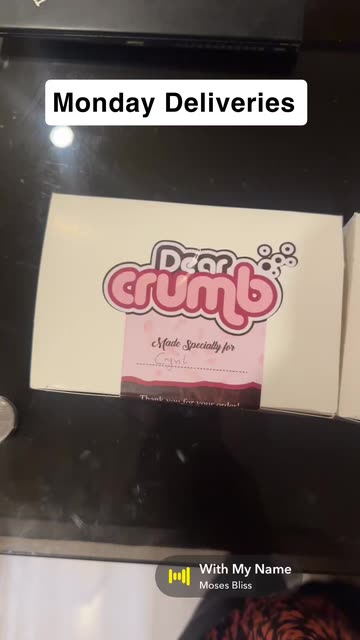 Monday Deliveries
Dear
crumb
Made Specially for
Thank you for your order!
With My Name
Moses Bliss